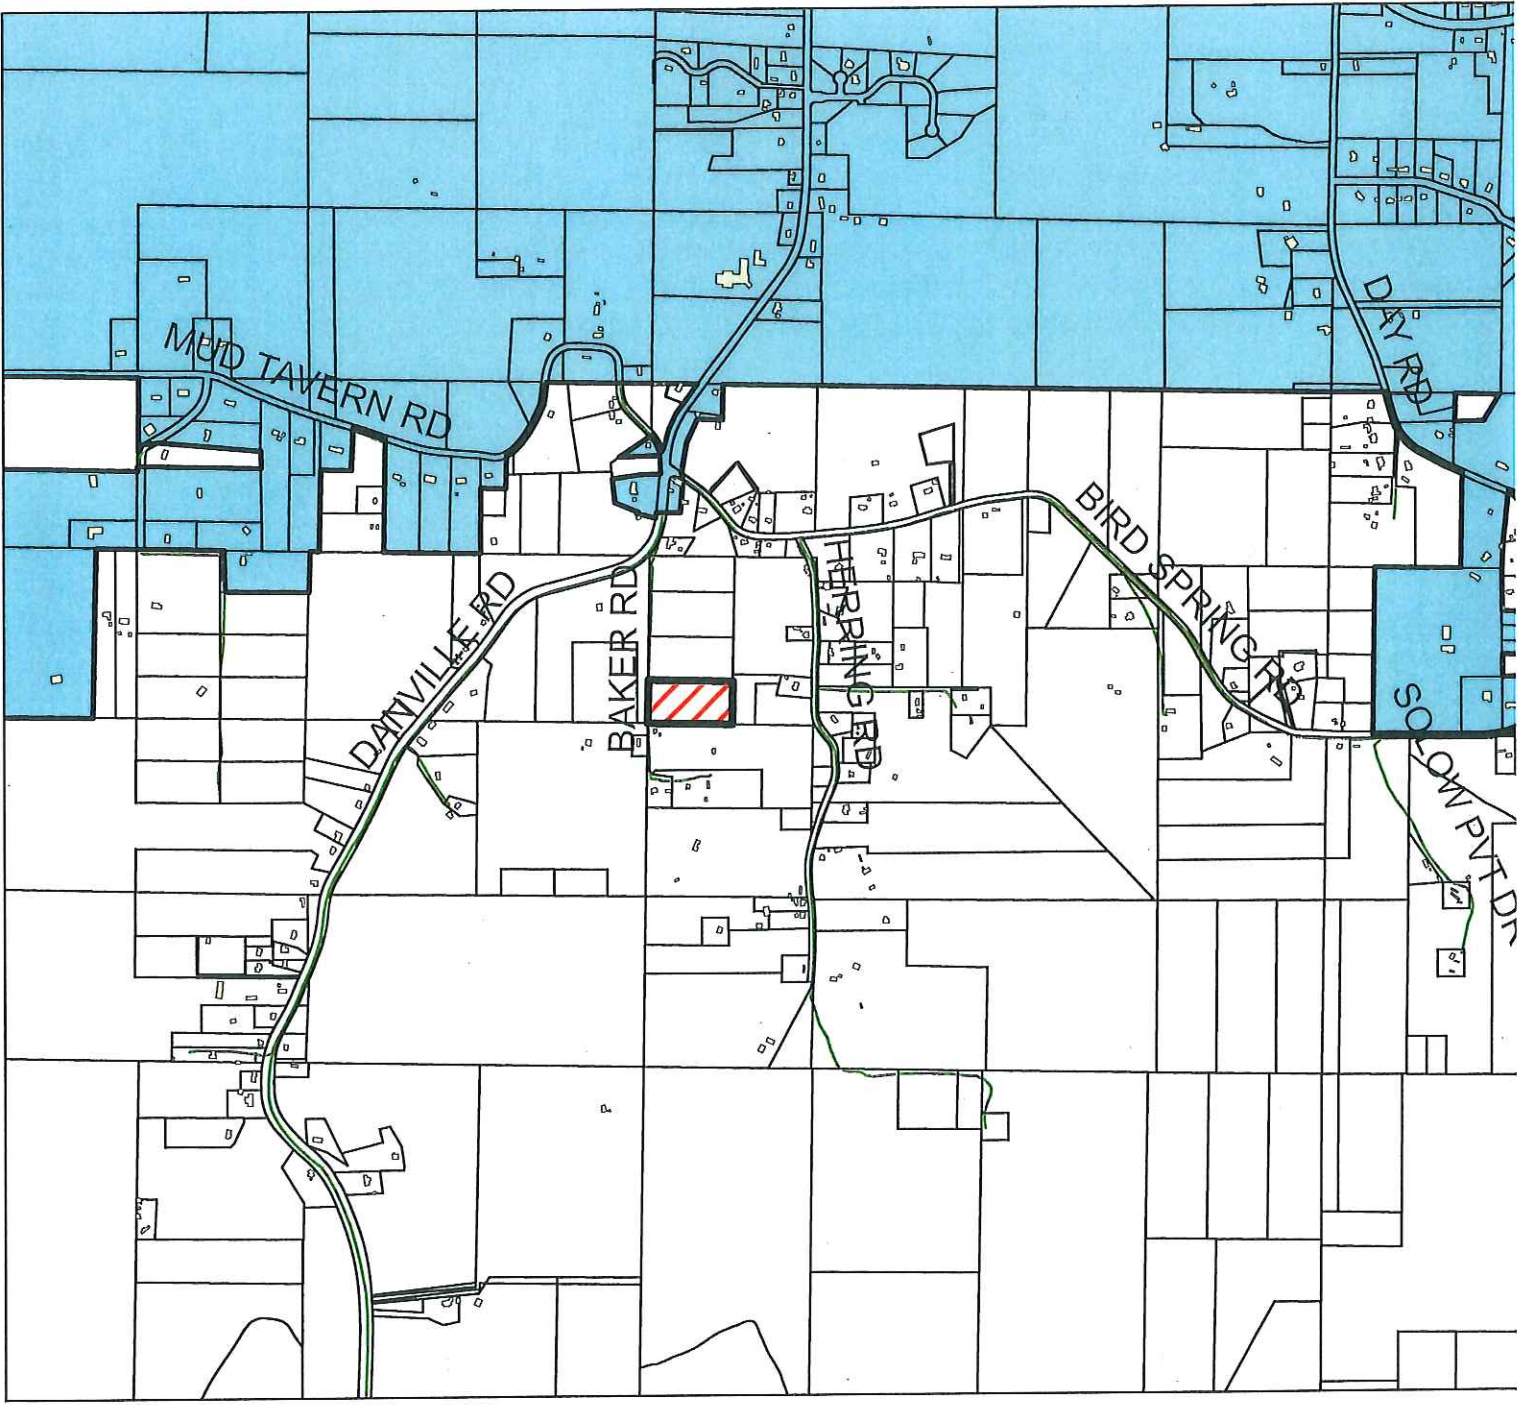 DAY RD
MUD TAVERN RD
BIRD SPRING RD
HERRING RD
BAKER RD
DANVILLE RD
SOLOW PVT DR